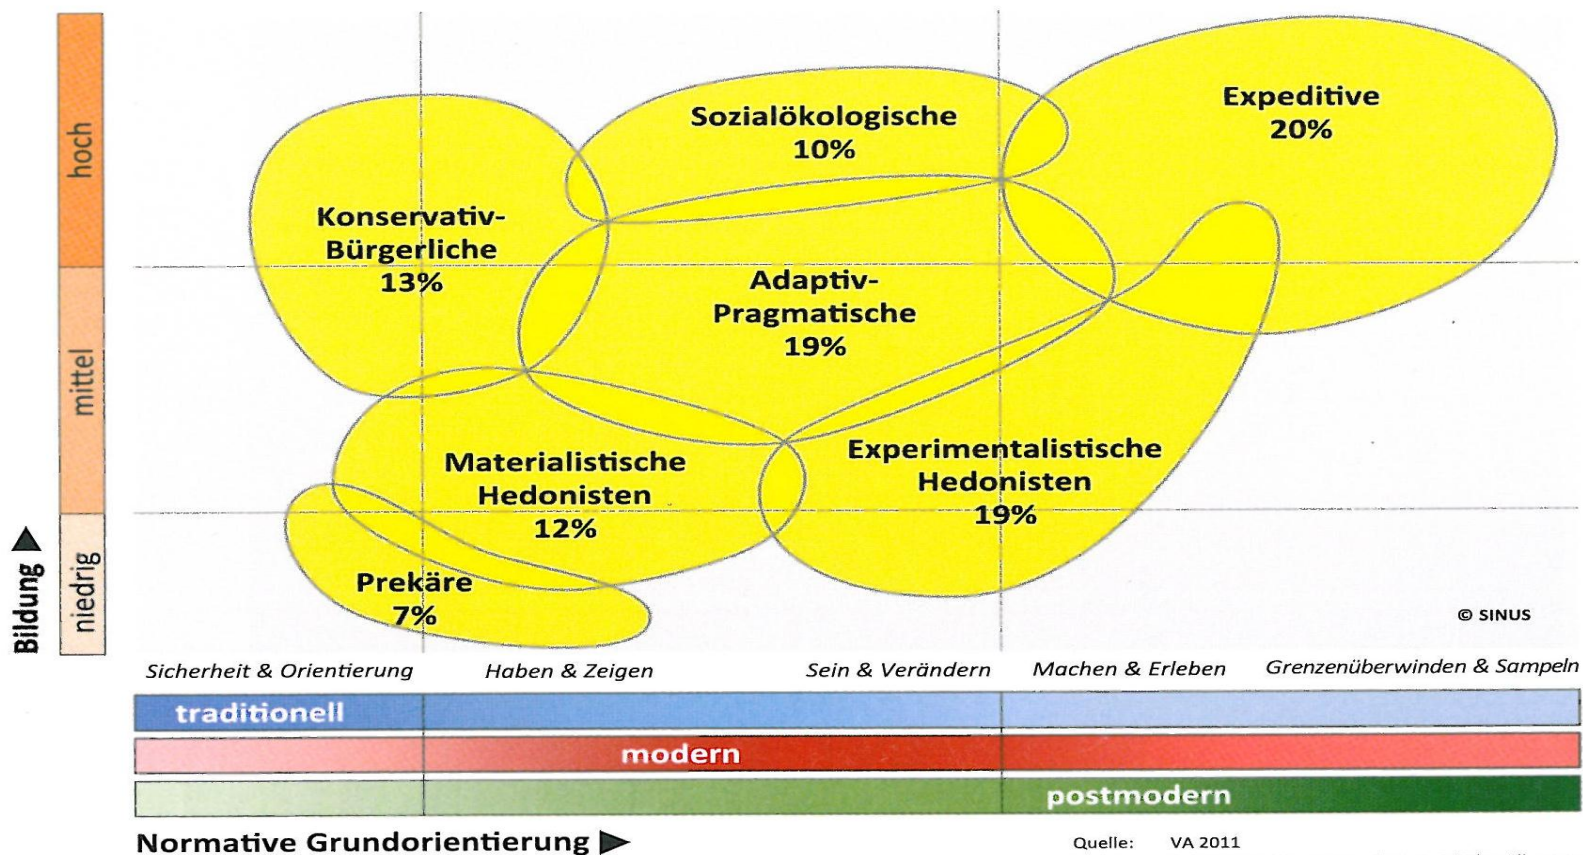 Expeditive
20%
Sozialökologische
10%
Konservativ-
Bürgerliche
13%
Adaptiv-
Pragmatische
19%
Materialistische
Hedonisten
12%
Experimentalistische
Hedonisten
19%
Prekäre
7%
hoch
mittel
niedrig
Bildung
© SINUS
Sicherheit & Orientierung
Haben & Zeigen
Sein & Verändern
Machen & Erleben
Grenzenüberwinden & Sampeln
traditionell
modern
postmodern
Normative Grundorientierung
Quelle: VA 2011